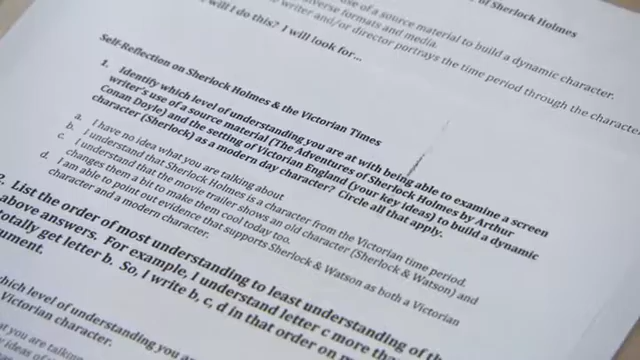 of Sherlock Holmes
use of a source material to build a dynamic character.
verse formats and media.
writer and/or director portrays the time period through the character
will I do this? I will look for...
Self-Reflection on Sherlock Holmes & the Victorian Times
1. Identify which level of understanding you are at with being able to examine a screen
writer's use of a source material (The Adventures of Sherlock Holmes by Arthur
Conan Doyle) and the setting of Victorian England (your key ideas) to build a dynamic
character (Sherlock) as a modern day character? Circle all that apply.
a. I have no idea what you are talking about
b. I understand that Sherlock Holmes is a character from the Victorian time period.
c. I understand that the movie trailer shows an old character (Sherlock & Watson) and
changes them a bit to make them cool today too.
d. I am able to point out evidence that supports Sherlock & Watson as both a Victorian
character and a modern character.
2. List the order of most understanding to least understanding of the
above answers. For example, I understand letter c more than
totally get letter b. So, I write b, c, d in that order on
ument.
which level of understanding you are
Victorian character.
what you are talking